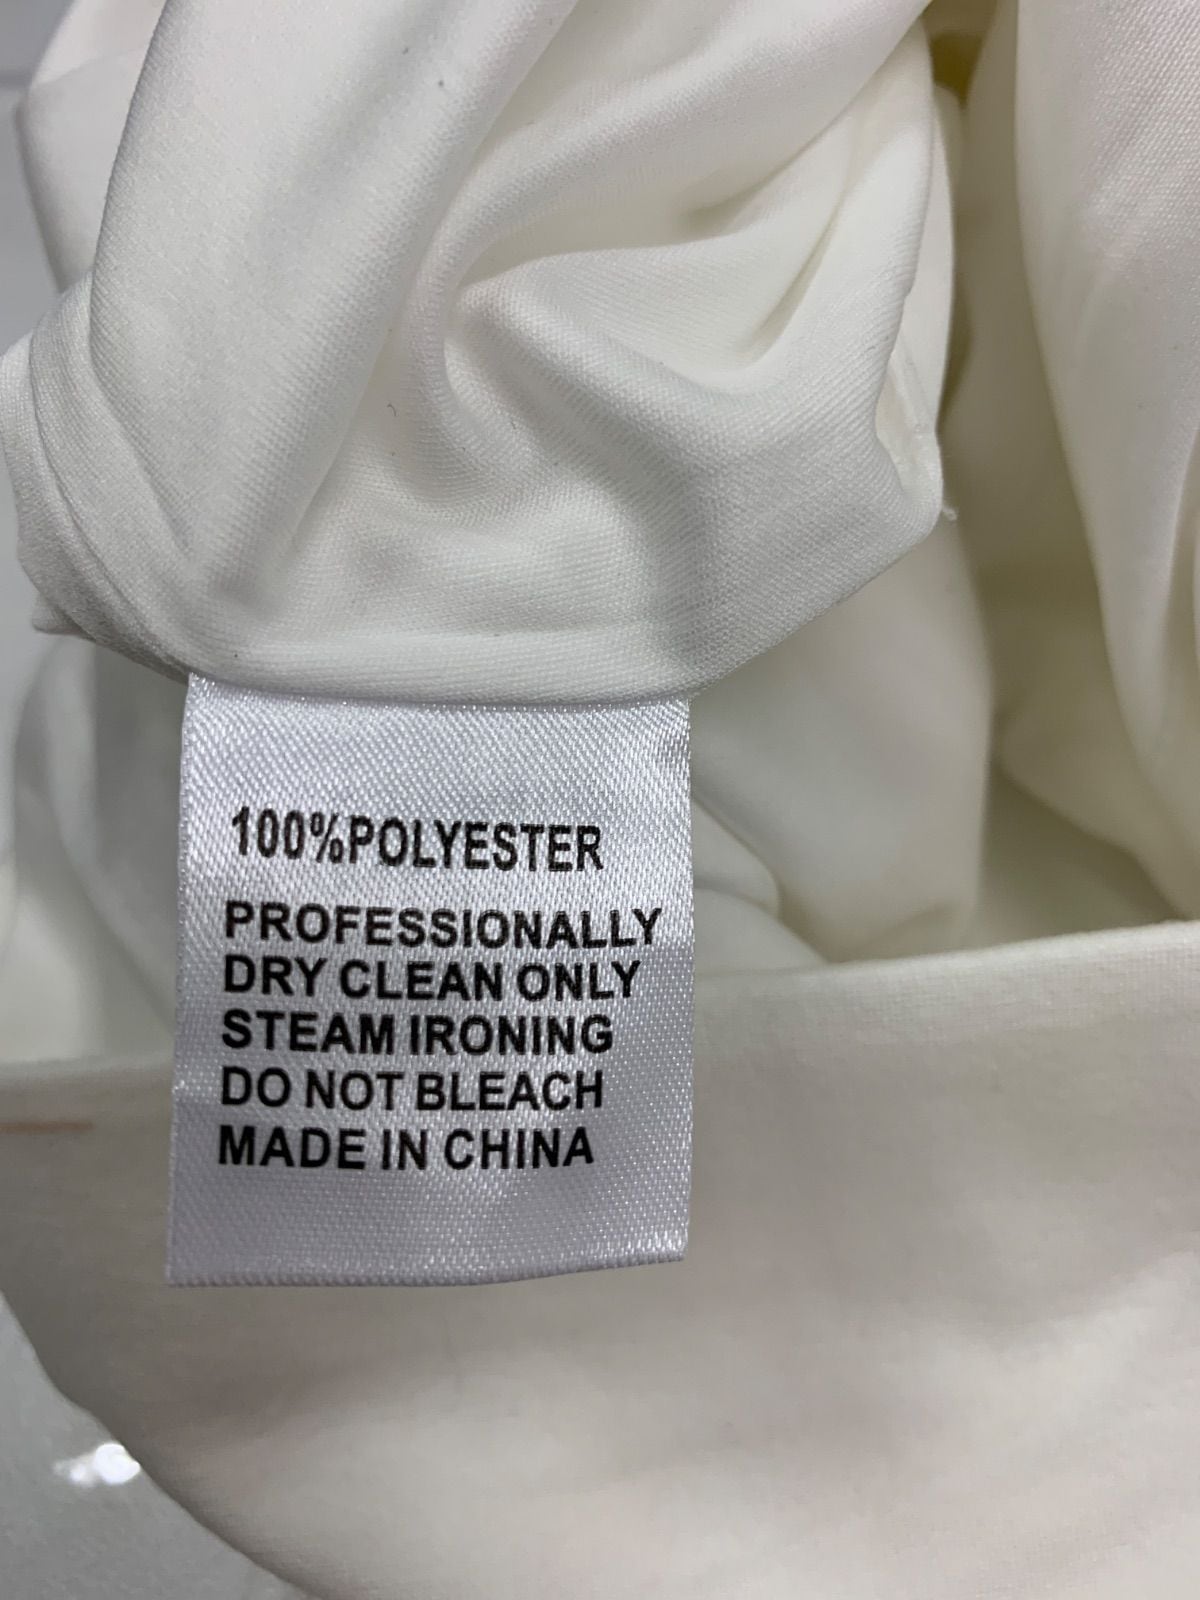 100%POLYESTER
PROFESSIONALLY
DRY CLEAN ONLY
STEAM IRONING
DO NOT BLEACH
MADE IN CHINA